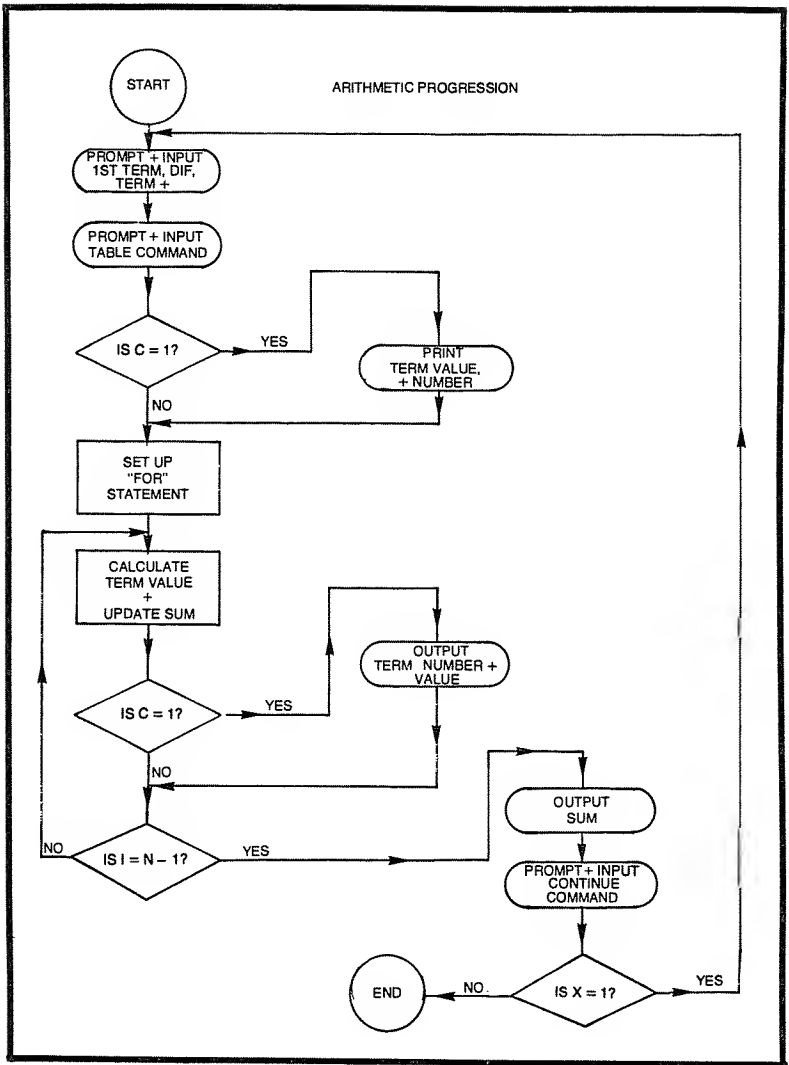 START
ARITHMETIC PROGRESSION
PROMPT + INPUT
1ST TERM, DIF,
TERM +
PROMPT + INPUT
TABLE COMMAND
IS C = 1?
YES
PRINT
TERM VALUE,
+ NUMBER
NO
SET UP
"FOR"
STATEMENT
CALCULATE
TERM VALUE
+
UPDATE SUM
IS C = 1?
YES
OUTPUT
TERM NUMBER +
VALUE
NO
IS I = N – 1?
NO
YES
OUTPUT
SUM
PROMPT + INPUT
CONTINUE
COMMAND
IS X = 1?
YES
NO.
END